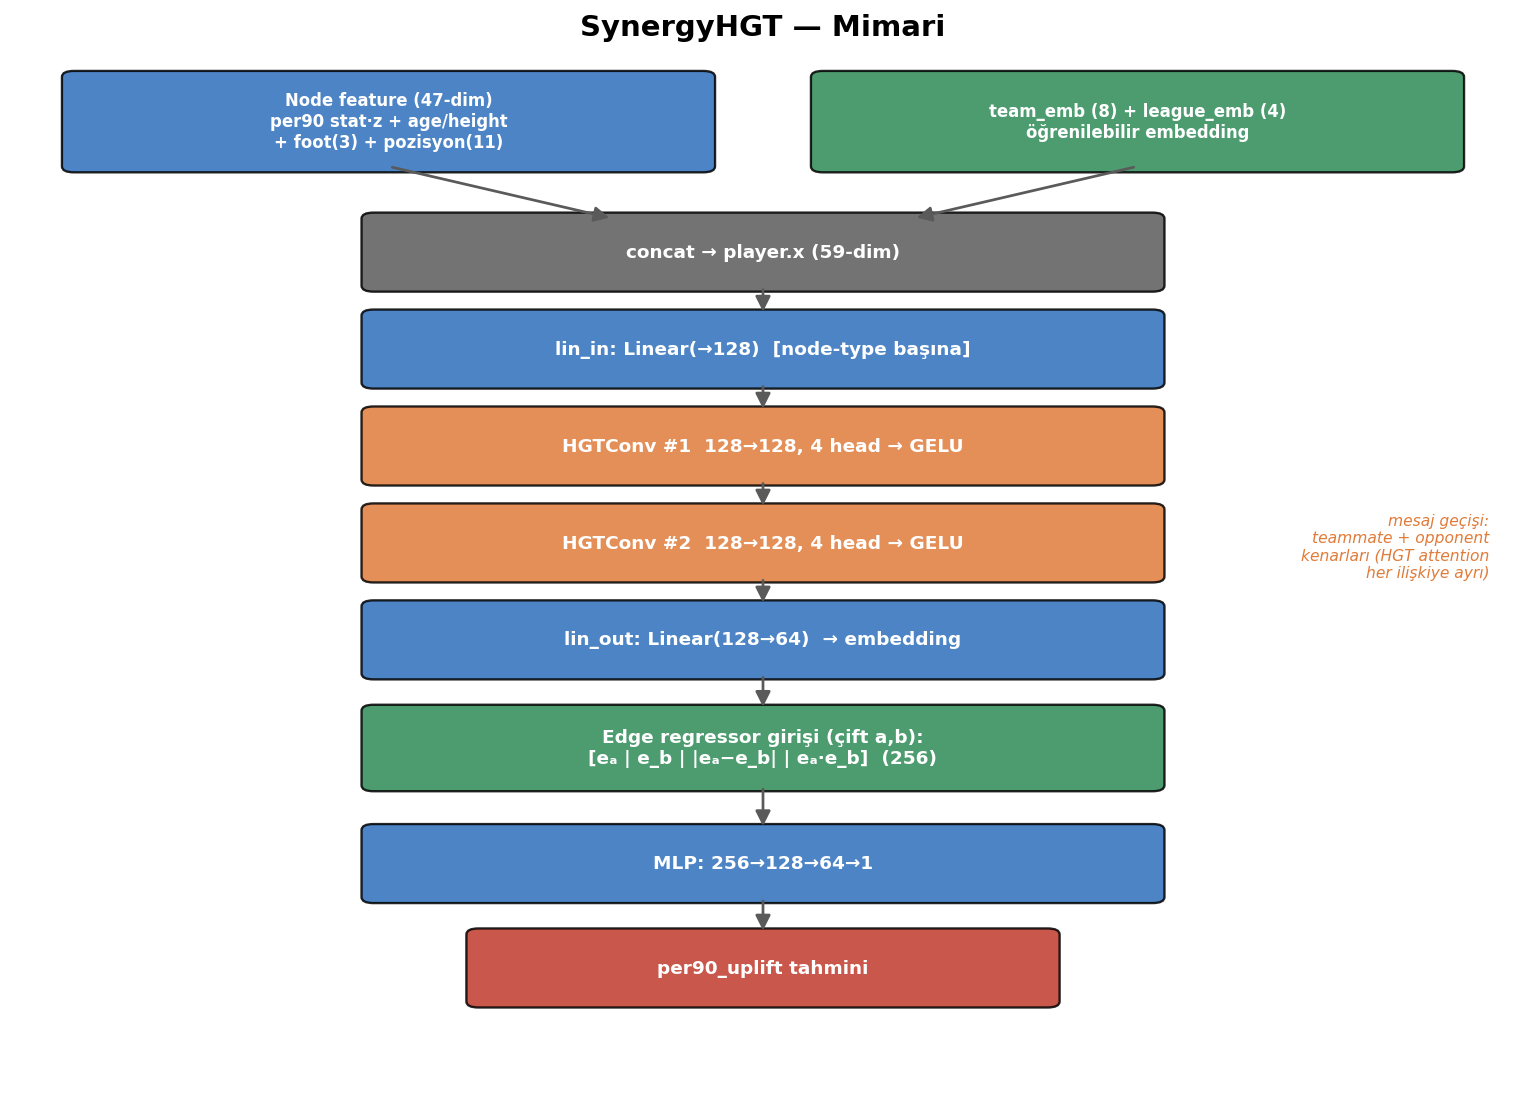 SynergyHGT — Mimari
Node feature (47-dim)
per90 stat·z + age/height
+ foot(3) + pozisyon(11)
team_emb (8) + league_emb (4)
öğrenilebilir embedding
concat → player.x (59-dim)
lin_in: Linear(→128)  [node-type başına]
HGTConv #1  128→128, 4 head → GELU
HGTConv #2  128→128, 4 head → GELU
mesaj geçişi:
teammate + opponent
kenarları (HGT attention
her ilişkiye ayrı)
lin_out: Linear(128→64)  → embedding
Edge regressor girişi (çift a,b):
[eₐ | e_b | |eₐ−e_b| | eₐ·e_b]  (256)
MLP: 256→128→64→1
per90_uplift tahmini